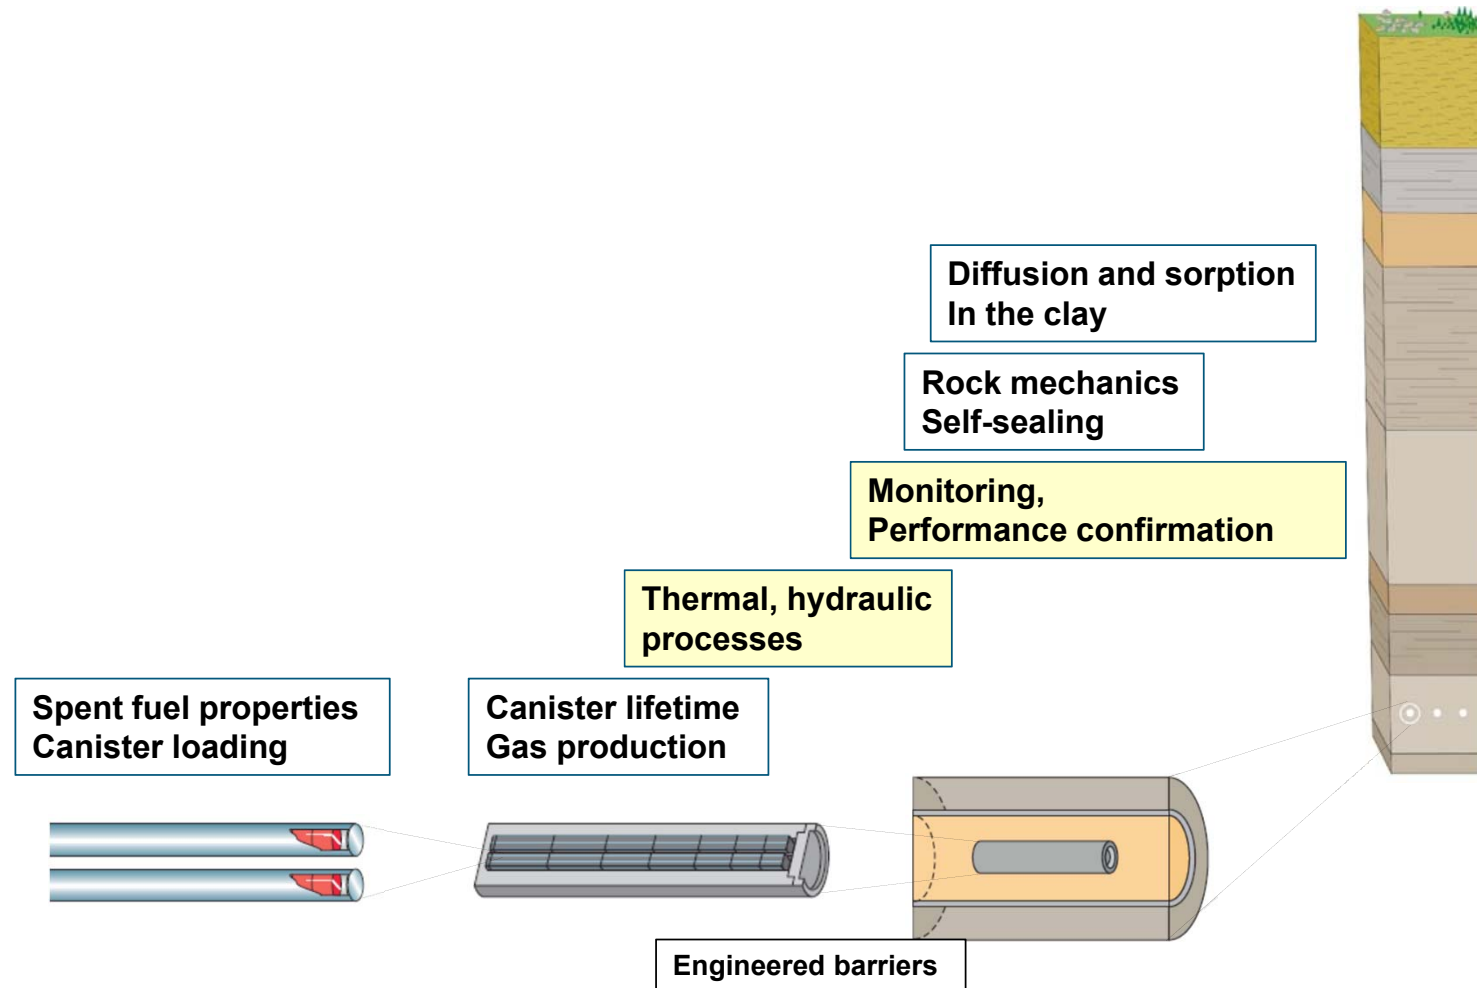 Diffusion and sorption
In the clay
Rock mechanics
Self-sealing
Monitoring,
Performance confirmation
Thermal, hydraulic
processes
Spent fuel properties
Canister loading
Canister lifetime
Gas production
Engineered barriers